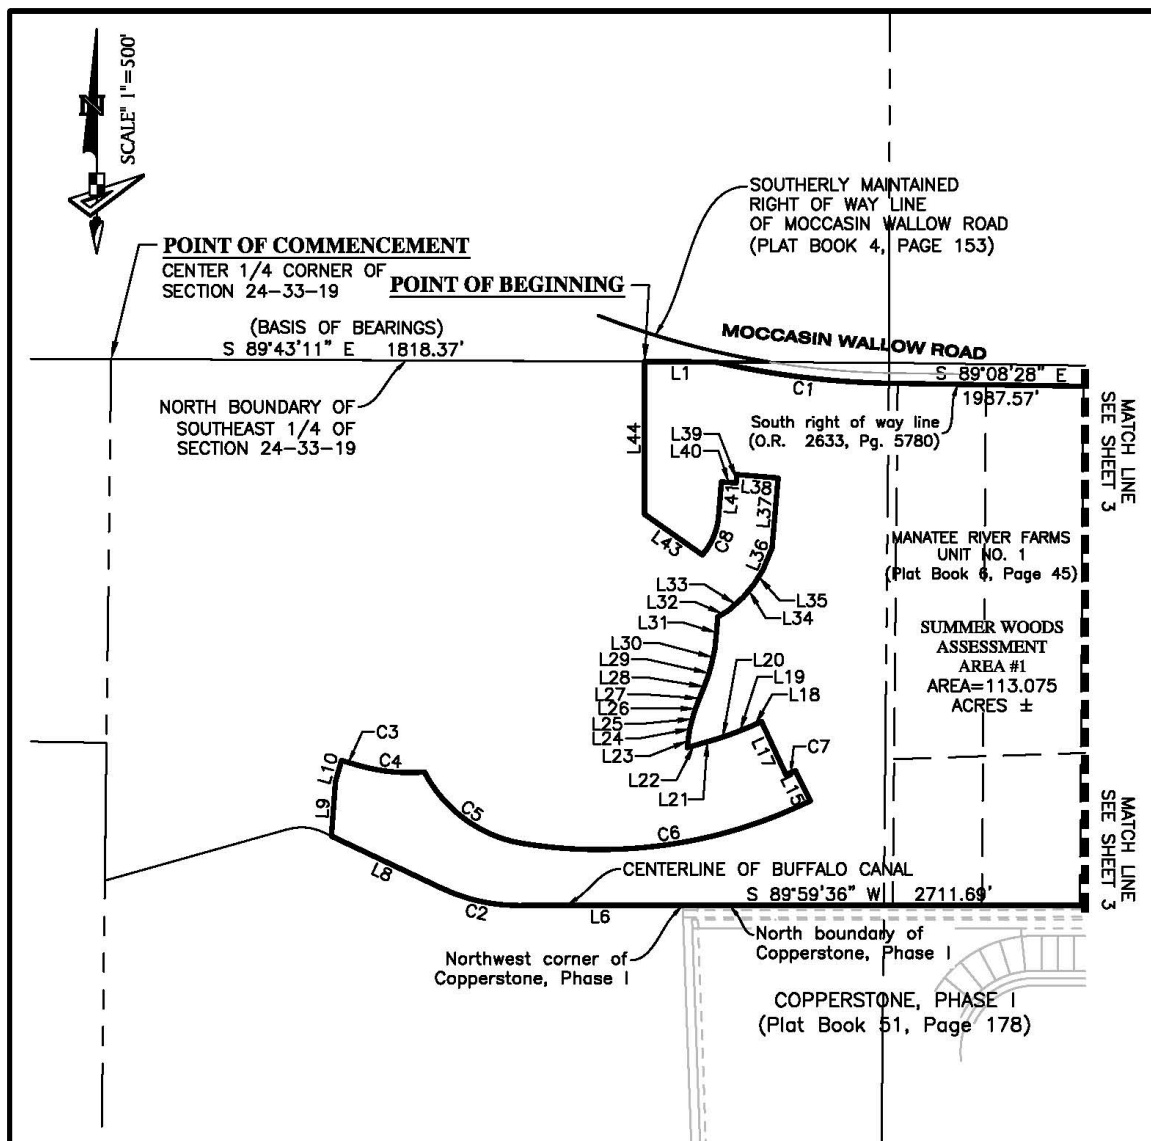 N
SCALE" 1"=500'
SOUTHERLY MAINTAINED
RIGHT OF WAY LINE
OF MOCCASIN WALLOW ROAD
(PLAT BOOK 4, PAGE 153)
POINT OF COMMENCEMENT
CENTER 1/4 CORNER OF
SECTION 24-33-19
POINT OF BEGINNING
(BASIS OF BEARINGS)
S 89°43'11" E 1818.37'
MOCCASIN WALLOW ROAD
S 89°08'28" E
1987.57'
L1
C1
NORTH BOUNDARY OF
SOUTHEAST 1/4 OF
SECTION 24-33-19
South right of way line
(O.R. 2633, Pg. 5780)
MATCH LINE
SEE SHEET 3
L44
L39
L40
L38
L41
L37
C8
L43
L36
MANATEE RIVER FARMS
UNIT NO. 1
(Plat Book 6, Page 45)
L33
L32
L31
L35
L34
SUMMER WOODS
ASSESSMENT
AREA #1
AREA=113.075
ACRES ±
L30
L29
L28
L27
L26
L25
L24
L23
L22
L21
L20
L19
L18
L17
C7
L15
C3
L10
C4
L9
C5
C6
L8
C2
L6
CENTERLINE OF BUFFALO CANAL
S 89°59'36" W 2711.69'
MATCH LINE
SEE SHEET 3
Northwest corner of
Copperstone, Phase I
North boundary of
Copperstone, Phase I
COPPERSTONE, PHASE I
(Plat Book 51, Page 178)